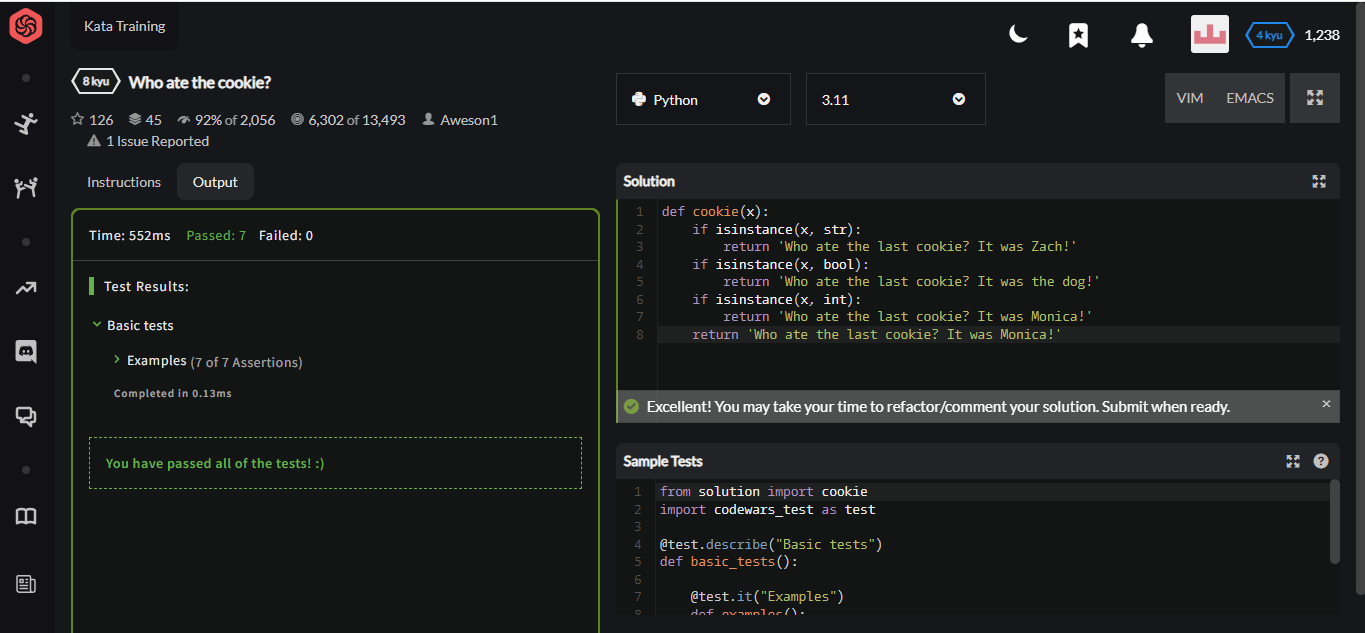 Kata Training
4 kyu 1,238
8 kyu Who ate the cookie?
126 45 92% of 2,056 6,302 of 13,493 Aweson1
1 Issue Reported
Python 3.11 VIM EMACS
Instructions Output
Time: 552ms Passed: 7 Failed: 0
Test Results:
Basic tests
Examples (7 of 7 Assertions)
Completed in 0.13ms
You have passed all of the tests! :)
Solution
1 def cookie(x):
2     if isinstance(x, str):
3         return 'Who ate the last cookie? It was Zach!'
4     if isinstance(x, bool):
5         return 'Who ate the last cookie? It was the dog!'
6     if isinstance(x, int):
7         return 'Who ate the last cookie? It was Monica!'
8     return 'Who ate the last cookie? It was Monica!'
Excellent! You may take your time to refactor/comment your solution. Submit when ready.
Sample Tests
1 from solution import cookie
2 import codewars_test as test
3
4 @test.describe("Basic tests")
5 def basic_tests():
6
7     @test.it("Examples")
8     def examples():